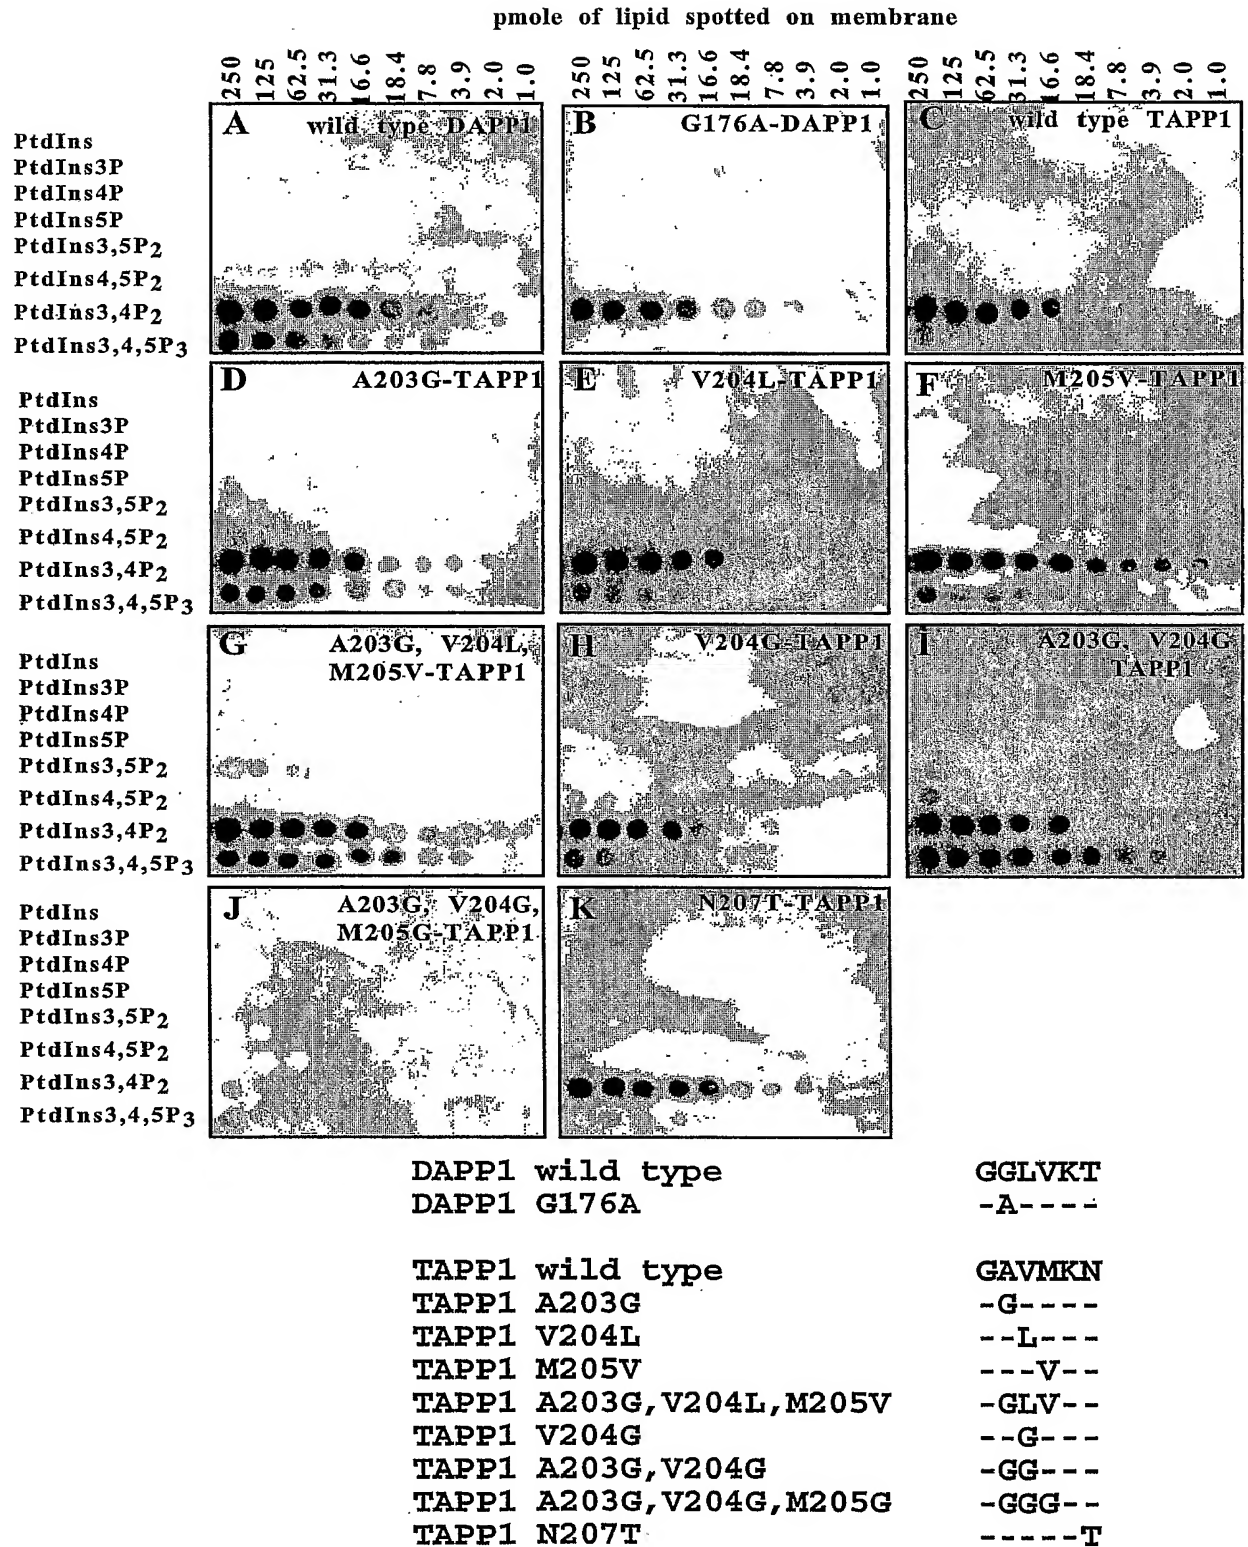 pmole of lipid spotted on membrane
250 125 62.5 31.3 16.6 18.4 7.8 3.9 2.0 1.0
250 125 62.5 31.3 16.6 18.4 7.8 3.9 2.0 1.0
250 125 62.5 31.3 16.6 18.4 7.8 3.9 2.0 1.0
A wild type DAPP1
B G176A-DAPP1
C wild type TAPP1
PtdIns
PtdIns3P
PtdIns4P
PtdIns5P
PtdIns3,5P2
PtdIns4,5P2
PtdIns3,4P2
PtdIns3,4,5P3
D A203G-TAPP1
E V204L-TAPP1
F M205V-TAPP1
PtdIns
PtdIns3P
PtdIns4P
PtdIns5P
PtdIns3,5P2
PtdIns4,5P2
PtdIns3,4P2
PtdIns3,4,5P3
G A203G, V204L,
M205V-TAPP1
H V204G-TAPP1
I A203G, V204G
TAPP1
PtdIns
PtdIns3P
PtdIns4P
PtdIns5P
PtdIns3,5P2
PtdIns4,5P2
PtdIns3,4P2
PtdIns3,4,5P3
J A203G, V204G,
M205G-TAPP1
K N207T-TAPP1
PtdIns
PtdIns3P
PtdIns4P
PtdIns5P
PtdIns3,5P2
PtdIns4,5P2
PtdIns3,4P2
PtdIns3,4,5P3
DAPP1 wild type GGLVKT
DAPP1 G176A -A----
TAPP1 wild type GAVMKN
TAPP1 A203G -G----
TAPP1 V204L --L---
TAPP1 M205V ---V--
TAPP1 A203G,V204L,M205V -GLV--
TAPP1 V204G --G---
TAPP1 A203G,V204G -GG---
TAPP1 A203G,V204G,M205G -GGG--
TAPP1 N207T -----T